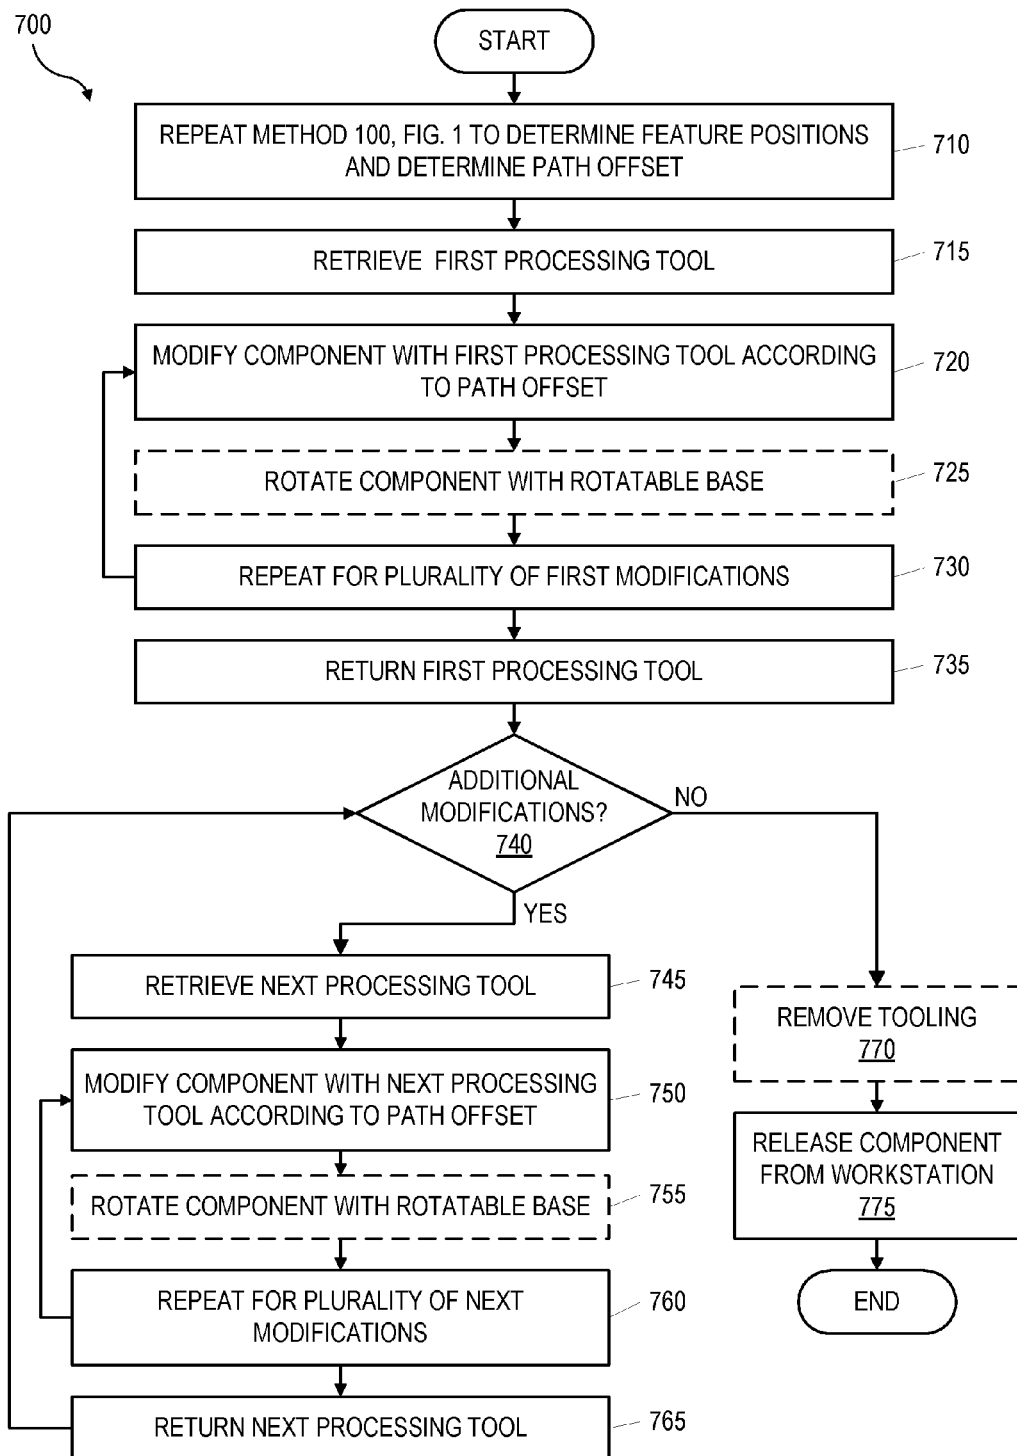 700
START
REPEAT METHOD 100, FIG. 1 TO DETERMINE FEATURE POSITIONS
AND DETERMINE PATH OFFSET
710
RETRIEVE FIRST PROCESSING TOOL
715
MODIFY COMPONENT WITH FIRST PROCESSING TOOL ACCORDING
TO PATH OFFSET
720
ROTATE COMPONENT WITH ROTATABLE BASE
725
REPEAT FOR PLURALITY OF FIRST MODIFICATIONS
730
RETURN FIRST PROCESSING TOOL
735
ADDITIONAL
MODIFICATIONS?
740
NO
YES
RETRIEVE NEXT PROCESSING TOOL
745
MODIFY COMPONENT WITH NEXT PROCESSING
TOOL ACCORDING TO PATH OFFSET
750
ROTATE COMPONENT WITH ROTATABLE BASE
755
REPEAT FOR PLURALITY OF NEXT
MODIFICATIONS
760
RETURN NEXT PROCESSING TOOL
765
REMOVE TOOLING
770
RELEASE COMPONENT
FROM WORKSTATION
775
END